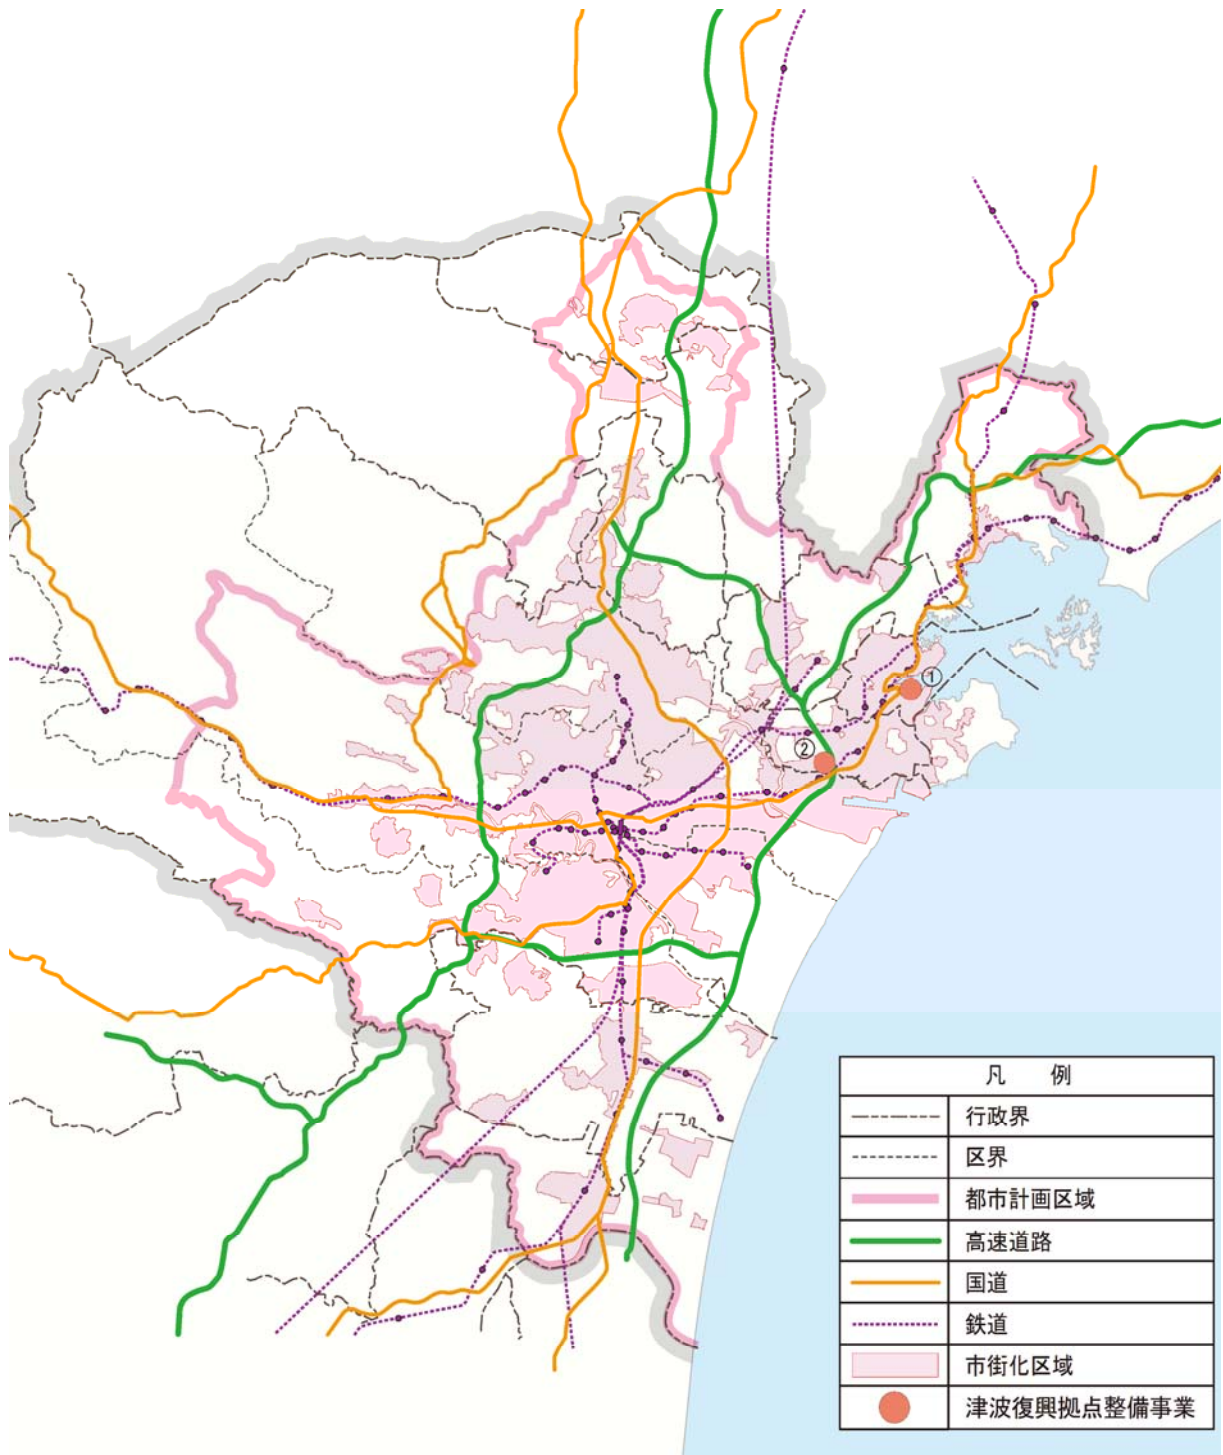 ①
②
凡 例
行政界
区界
都市計画区域
高速道路
国道
鉄道
市街化区域
津波復興拠点整備事業